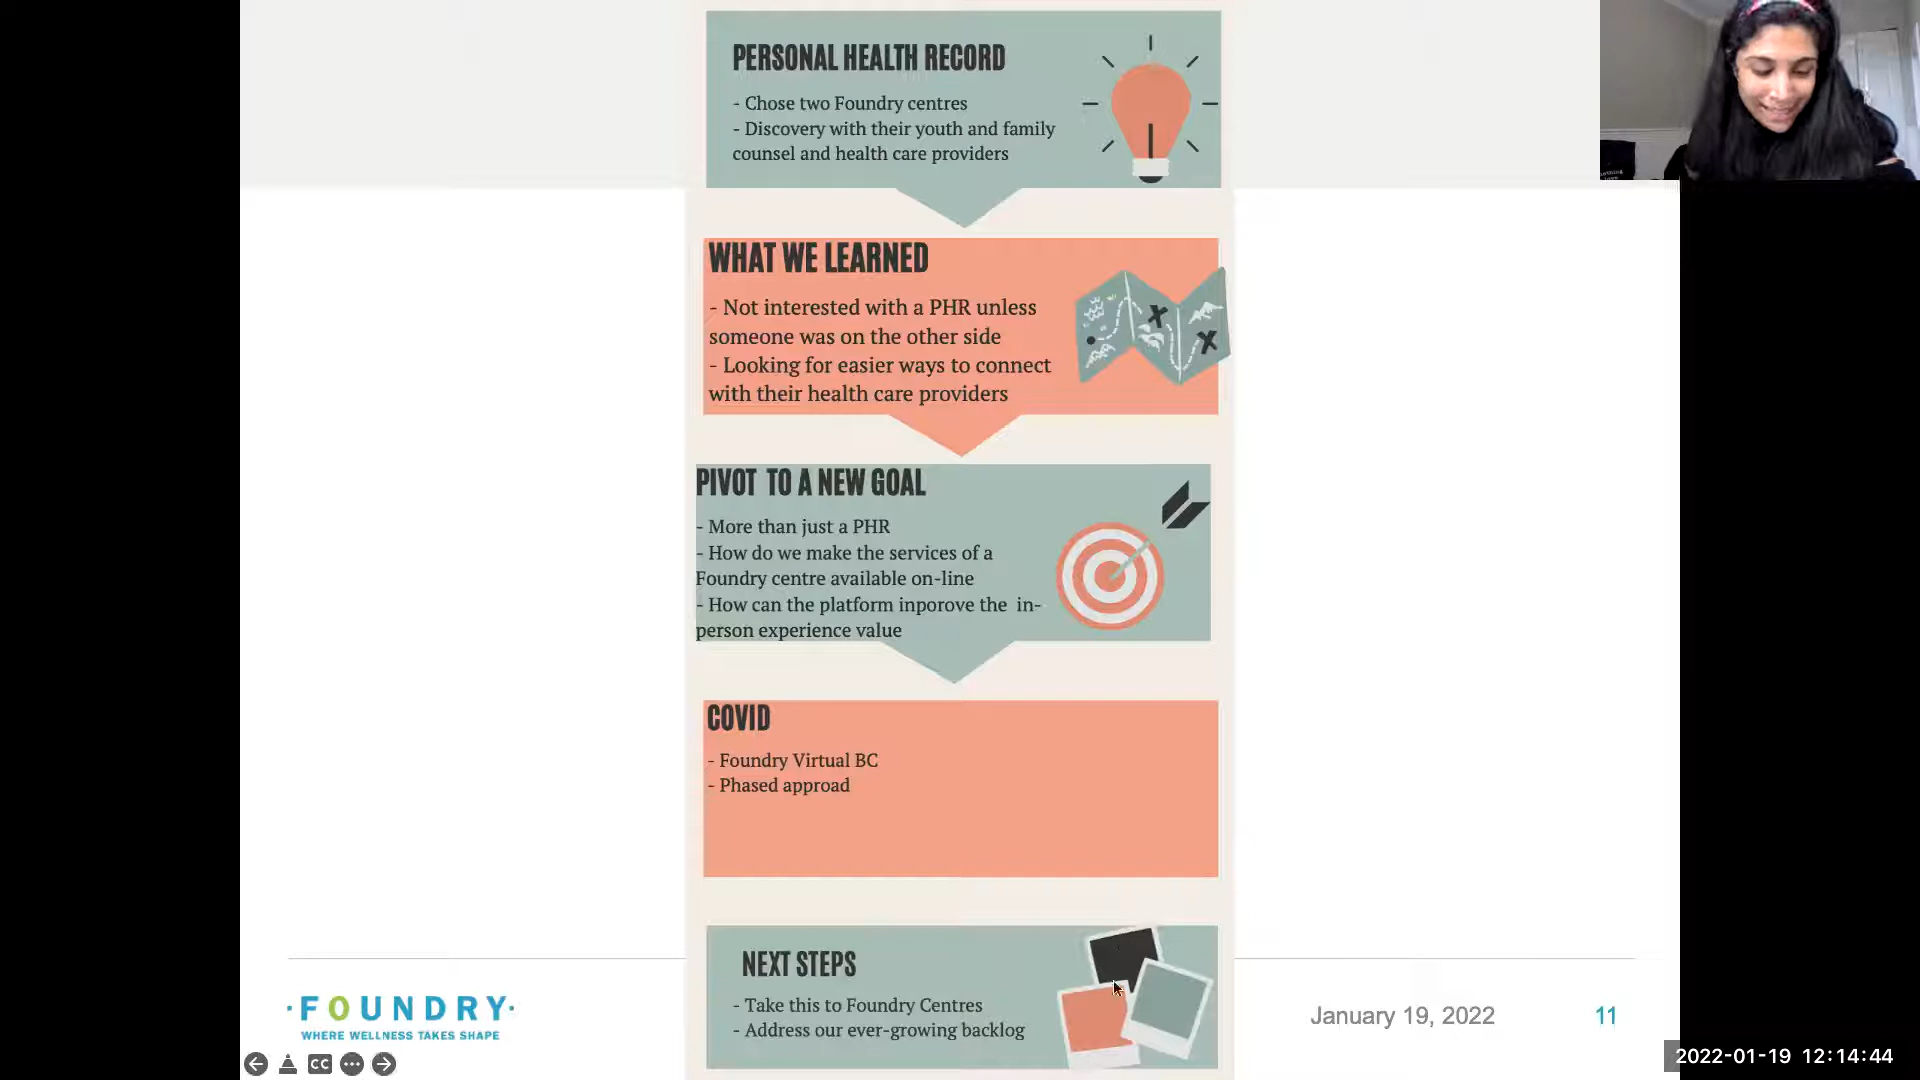 PERSONAL HEALTH RECORD
- Chose two Foundry centres
- Discovery with their youth and family
counsel and health care providers
WHAT WE LEARNED
- Not interested with a PHR unless
someone was on the other side
- Looking for easier ways to connect
with their health care providers
PIVOT TO A NEW GOAL
- More than just a PHR
- How do we make the services of a
Foundry centre available on-line
- How can the platform inporove the in-
person experience value
COVID
- Foundry Virtual BC
- Phased approad
NEXT STEPS
- Take this to Foundry Centres
- Address our ever-growing backlog
·FOUNDRY·
WHERE WELLNESS TAKES SHAPE
January 19, 2022
11
CC
2022-01-19 12:14:44